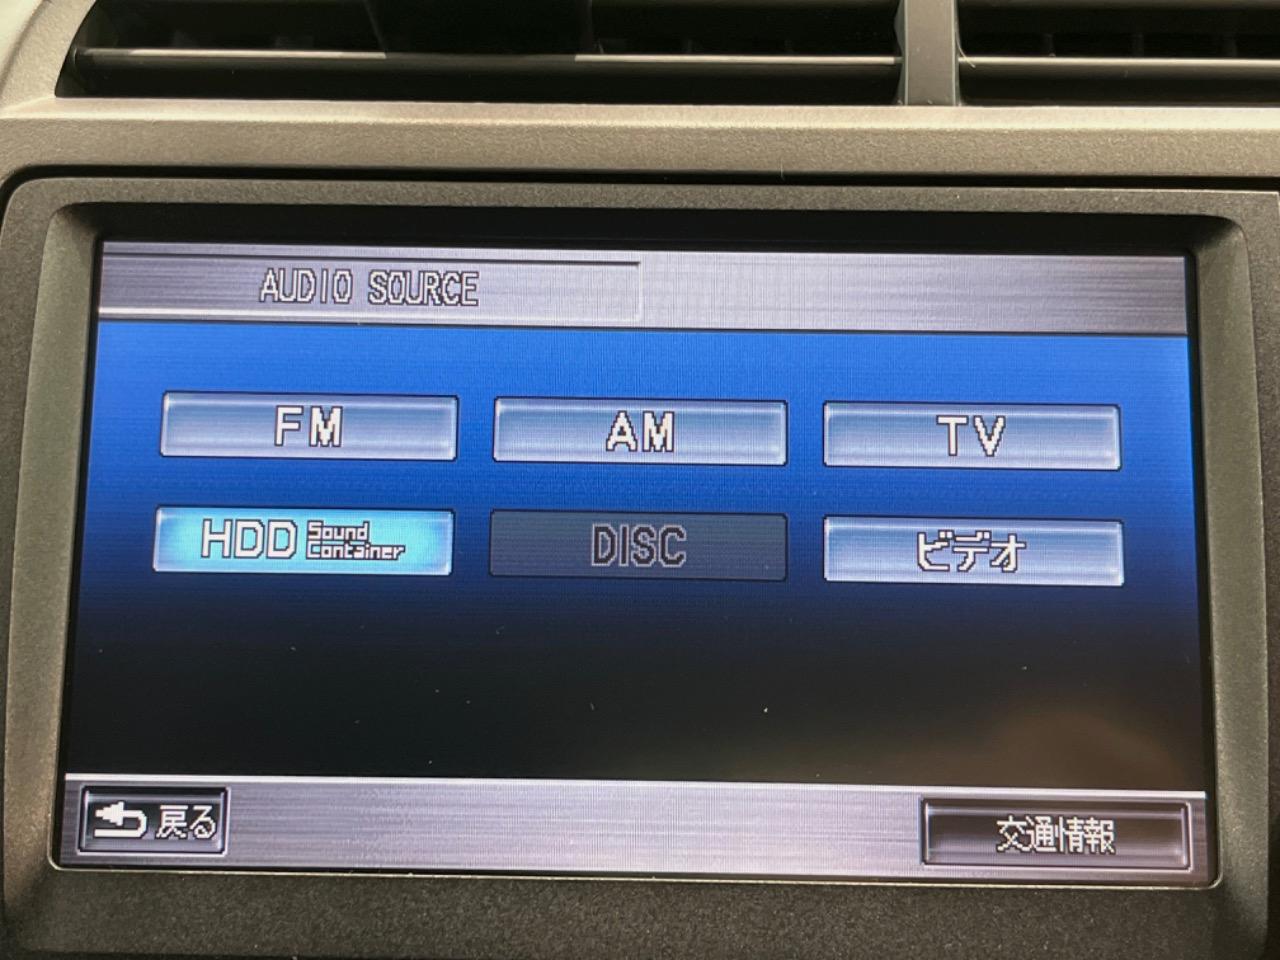 AUDIO SOURCE
FM
AM
TV
HDD Sound Container
DISC
ビデオ
戻る
交通情報